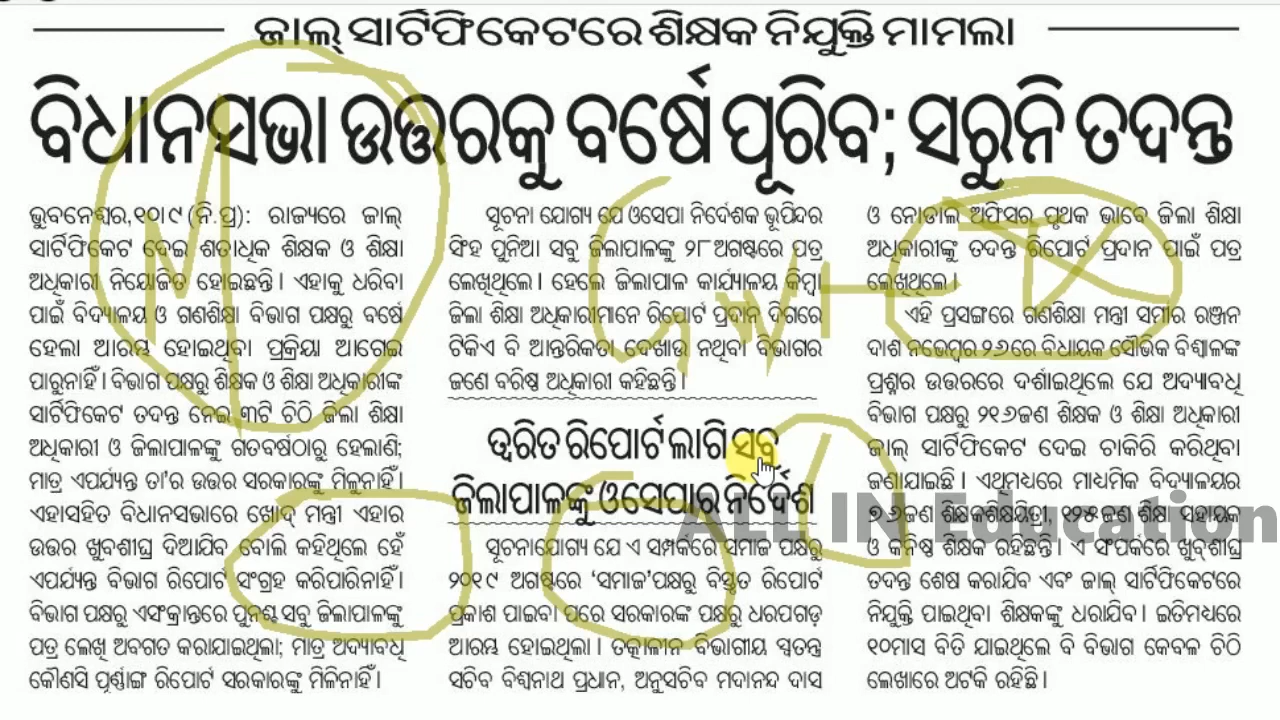 ଜାଲ୍ ସାର୍ଟିଫିକେଟରେ ଶିକ୍ଷକ ନିଯୁକ୍ତି ମାମଲା
ବିଧାନସଭା ଉତ୍ତରକୁ ବର୍ଷେ ପୂରିବ; ସରୁନି ତଦନ୍ତ
ଭୁବନେଶ୍ୱର,୧୦।୯(ନି.ପ୍ର): ରାଜ୍ୟରେ ଜାଲ୍
ସାର୍ଟିଫିକେଟ ଦେଇ ଶତାଧିକ ଶିକ୍ଷକ ଓ ଶିକ୍ଷା
ଅଧିକାରୀ ନିୟୋଜିତ ହୋଇଛନ୍ତି। ଏହାକୁ ଧରିବା
ପାଇଁ ବିଦ୍ୟାଳୟ ଓ ଗଣଶିକ୍ଷା ବିଭାଗ ପକ୍ଷରୁ ବର୍ଷେ
ହେଲା ଆରମ୍ଭ ହୋଇଥିବା ପ୍ରକ୍ରିୟା ଆଗେଇ
ପାରୁନାହିଁ। ବିଭାଗ ପକ୍ଷରୁ ଶିକ୍ଷକ ଓ ଶିକ୍ଷା ଅଧିକାରୀଙ୍କ
ସାର୍ଟିଫିକେଟ ତଦନ୍ତ ନେଇ ୩ଟି ଚିଠି ଜିଲା ଶିକ୍ଷା
ଅଧିକାରୀ ଓ ଜିଲାପାଳଙ୍କୁ ଗତବର୍ଷଠାରୁ ହେଲାଣି;
ମାତ୍ର ଏପର୍ଯ୍ୟନ୍ତ ତା'ର ଉତ୍ତର ସରକାରଙ୍କୁ ମିଳୁନାହିଁ।
ଏହାସହିତ ବିଧାନସଭାରେ ଖୋଦ୍ ମନ୍ତ୍ରୀ ଏହାର
ଉତ୍ତର ଖୁବଶୀଘ୍ର ଦିଆଯିବ ବୋଲି କହିଥିଲେ ହେଁ
ଏପର୍ଯ୍ୟନ୍ତ ବିଭାଗ ରିପୋର୍ଟ ସଂଗ୍ରହ କରିପାରିନାହିଁ।
ବିଭାଗ ପକ୍ଷରୁ ଏସଂକ୍ରାନ୍ତରେ ପୁନଶ୍ଚ ସବୁ ଜିଲାପାଳଙ୍କୁ
ପତ୍ର ଲେଖି ଅବଗତ କରାଯାଇଥିଲା; ମାତ୍ର ଅଦ୍ୟାବଧି
କୌଣସି ପୂର୍ଣ୍ଣାଙ୍ଗ ରିପୋର୍ଟ ସରକାରଙ୍କୁ ମିଳିନାହିଁ।
ସୂଚନା ଯୋଗ୍ୟ ଯେ ଓସେପା ନିର୍ଦେଶକ ଭୂପିନ୍ଦର
ସିଂହ ପୁନିଆ ସବୁ ଜିଲାପାଳଙ୍କୁ ୨୮ଅଗଷ୍ଟରେ ପତ୍ର
ଲେଖିଥିଲେ। ହେଲେ ଜିଲାପାଳ କାର୍ଯ୍ୟାଳୟ କିମ୍ବା
ଜିଲା ଶିକ୍ଷା ଅଧିକାରୀମାନେ ରିପୋର୍ଟ ପ୍ରଦାନ ଦିଗରେ
ଟିକିଏ ବି ଆନ୍ତରିକତା ଦେଖାଉ ନଥିବା ବିଭାଗର
ଜଣେ ବରିଷ୍ଠ ଅଧିକାରୀ କହିଛନ୍ତି।
ତ୍ୱରିତ ରିପୋର୍ଟ ଲାଗି ସବୁ
ଜିଲାପାଳଙ୍କୁ ଓସେପାର ନିର୍ଦେଶ
ସୂଚନାଯୋଗ୍ୟ ଯେ ଏ ସମ୍ପର୍କରେ ସମାଜ ପକ୍ଷରୁ
୨୦୧୯ ଅଗଷ୍ଟରେ 'ସମାଜ'ପକ୍ଷରୁ ବିସ୍ତୃତ ରିପୋର୍ଟ
ପ୍ରକାଶ ପାଇବା ପରେ ସରକାରଙ୍କ ପକ୍ଷରୁ ଧରପଗଡ଼
ଆରମ୍ଭ ହୋଇଥିଲା। ତତ୍କାଳୀନ ବିଭାଗୀୟ ସ୍ୱତନ୍ତ୍ର
ସଚିବ ବିଶ୍ୱନାଥ ପ୍ରଧାନ, ଅନୁସଚିବ ମଦାନନ୍ଦ ଦାସ
ଓ ନୋଡାଲ ଅଫିସର ପୃଥକ ଭାବେ ଜିଲା ଶିକ୍ଷା
ଅଧିକାରୀଙ୍କୁ ତଦନ୍ତ ରିପୋର୍ଟ ପ୍ରଦାନ ପାଇଁ ପତ୍ର
ଲେଖିଥିଲେ।
ଏହି ପ୍ରସଙ୍ଗରେ ଗଣଶିକ୍ଷା ମନ୍ତ୍ରୀ ସମୀର ରଞ୍ଜନ
ଦାଶ ନଭେମ୍ବର ୨୬ରେ ବିଧାୟକ ସୌଭିକ ବିଶ୍ୱାଳଙ୍କ
ପ୍ରଶ୍ନର ଉତ୍ତରରେ ଦର୍ଶାଇଥିଲେ ଯେ ଅଦ୍ୟାବଧି
ବିଭାଗ ପକ୍ଷରୁ ୨୧୬ଜଣ ଶିକ୍ଷକ ଓ ଶିକ୍ଷା ଅଧିକାରୀ
ଜାଲ୍ ସାର୍ଟିଫିକେଟ ଦେଇ ଚାକିରି କରିଥିବା
ଜଣାଯାଇଛି। ଏଥିମଧ୍ୟରେ ମାଧ୍ୟମିକ ବିଦ୍ୟାଳୟର
୭୬ଜଣ ଶିକ୍ଷକଶିକ୍ଷୟିତ୍ରୀ, ୧୧୫ଜଣ ଶିକ୍ଷା ସହାୟକ
ଓ କନିଷ୍ଠ ଶିକ୍ଷକ ରହିଛନ୍ତି। ଏ ସଂପର୍କରେ ଖୁବ୍‌ଶୀଘ୍ର
ତଦନ୍ତ ଶେଷ କରାଯିବ ଏବଂ ଜାଲ୍ ସାର୍ଟିଫିକେଟରେ
ନିଯୁକ୍ତି ପାଇଥିବା ଶିକ୍ଷକଙ୍କୁ ଧରାଯିବ। ଇତିମଧ୍ୟରେ
୧୦ମାସ ବିତି ଯାଇଥିଲେ ବି ବିଭାଗ କେବଳ ଚିଠି
ଲେଖାରେ ଅଟକି ରହିଛି।
ALL IN Education